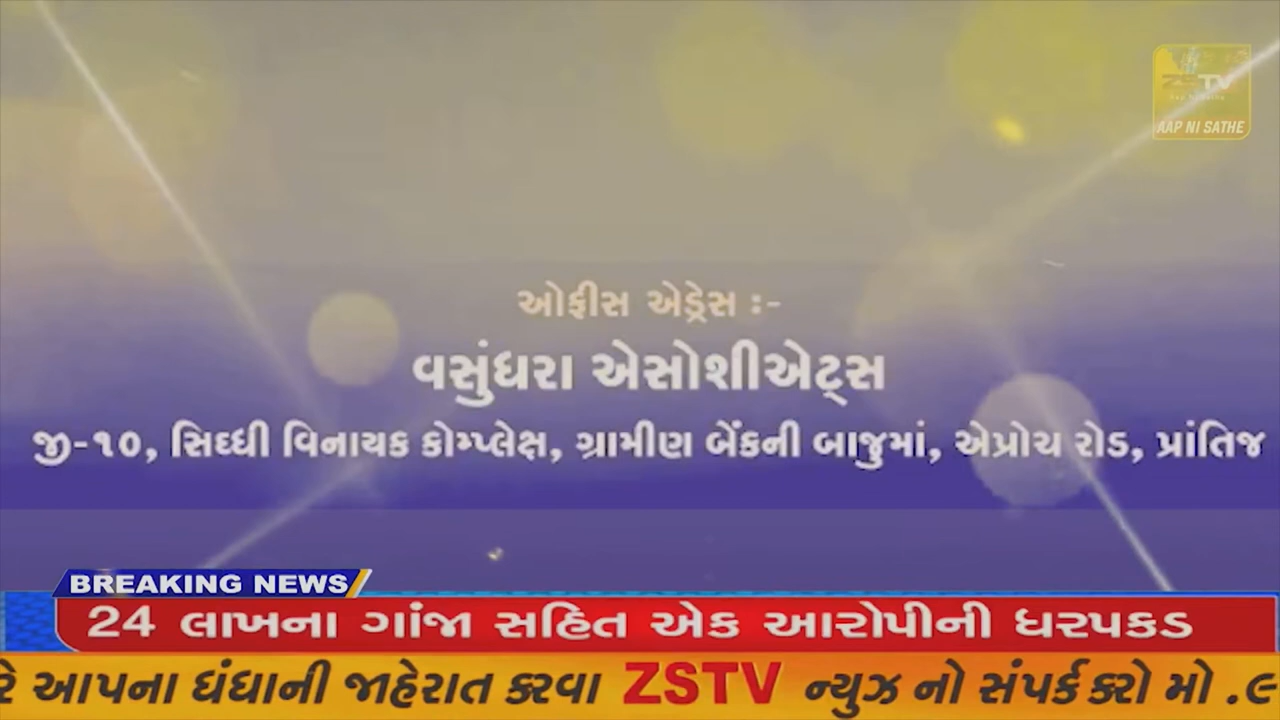 ZSTV
AAP NI SATHE
ઓફીસ એડ્રેસ :-
વસુંધરા એસોશીએટ્સ
જી-૧૦, સિધ્ધી વિનાયક કોમ્પ્લેક્ષ, ગ્રામીણ બેંકની બાજુમાં, એપ્રોચ રોડ, પ્રાંતિજ
BREAKING NEWS
24 લાખના ગાંજા સહિત એક આરોપીની ધરપકડ
રે આપના ધંધાની જાહેરાત કરવા ZSTV ન્યુઝ નો સંપર્ક કરો મો .૯